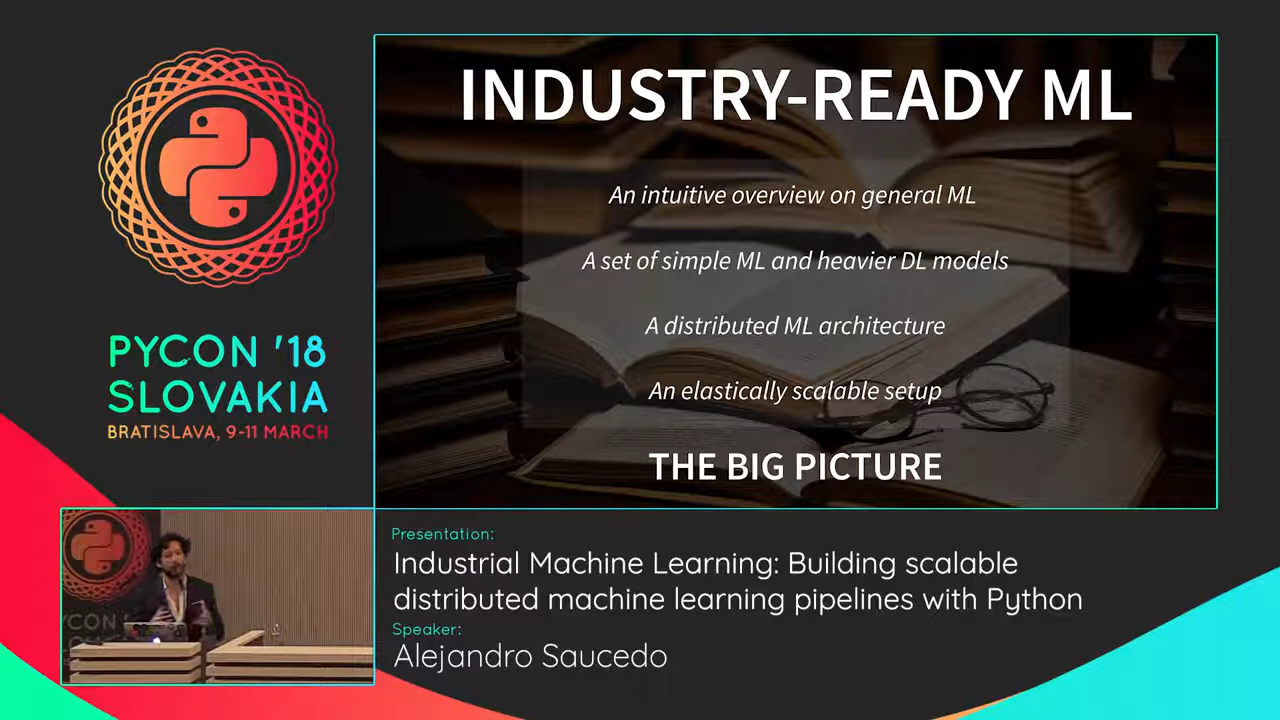 INDUSTRY-READY ML
An intuitive overview on general ML
A set of simple ML and heavier DL models
A distributed ML architecture
An elastically scalable setup
THE BIG PICTURE
PYCON '18
SLOVAKIA
BRATISLAVA, 9-11 MARCH
Presentation:
Industrial Machine Learning: Building scalable
distributed machine learning pipelines with Python
Speaker:
Alejandro Saucedo